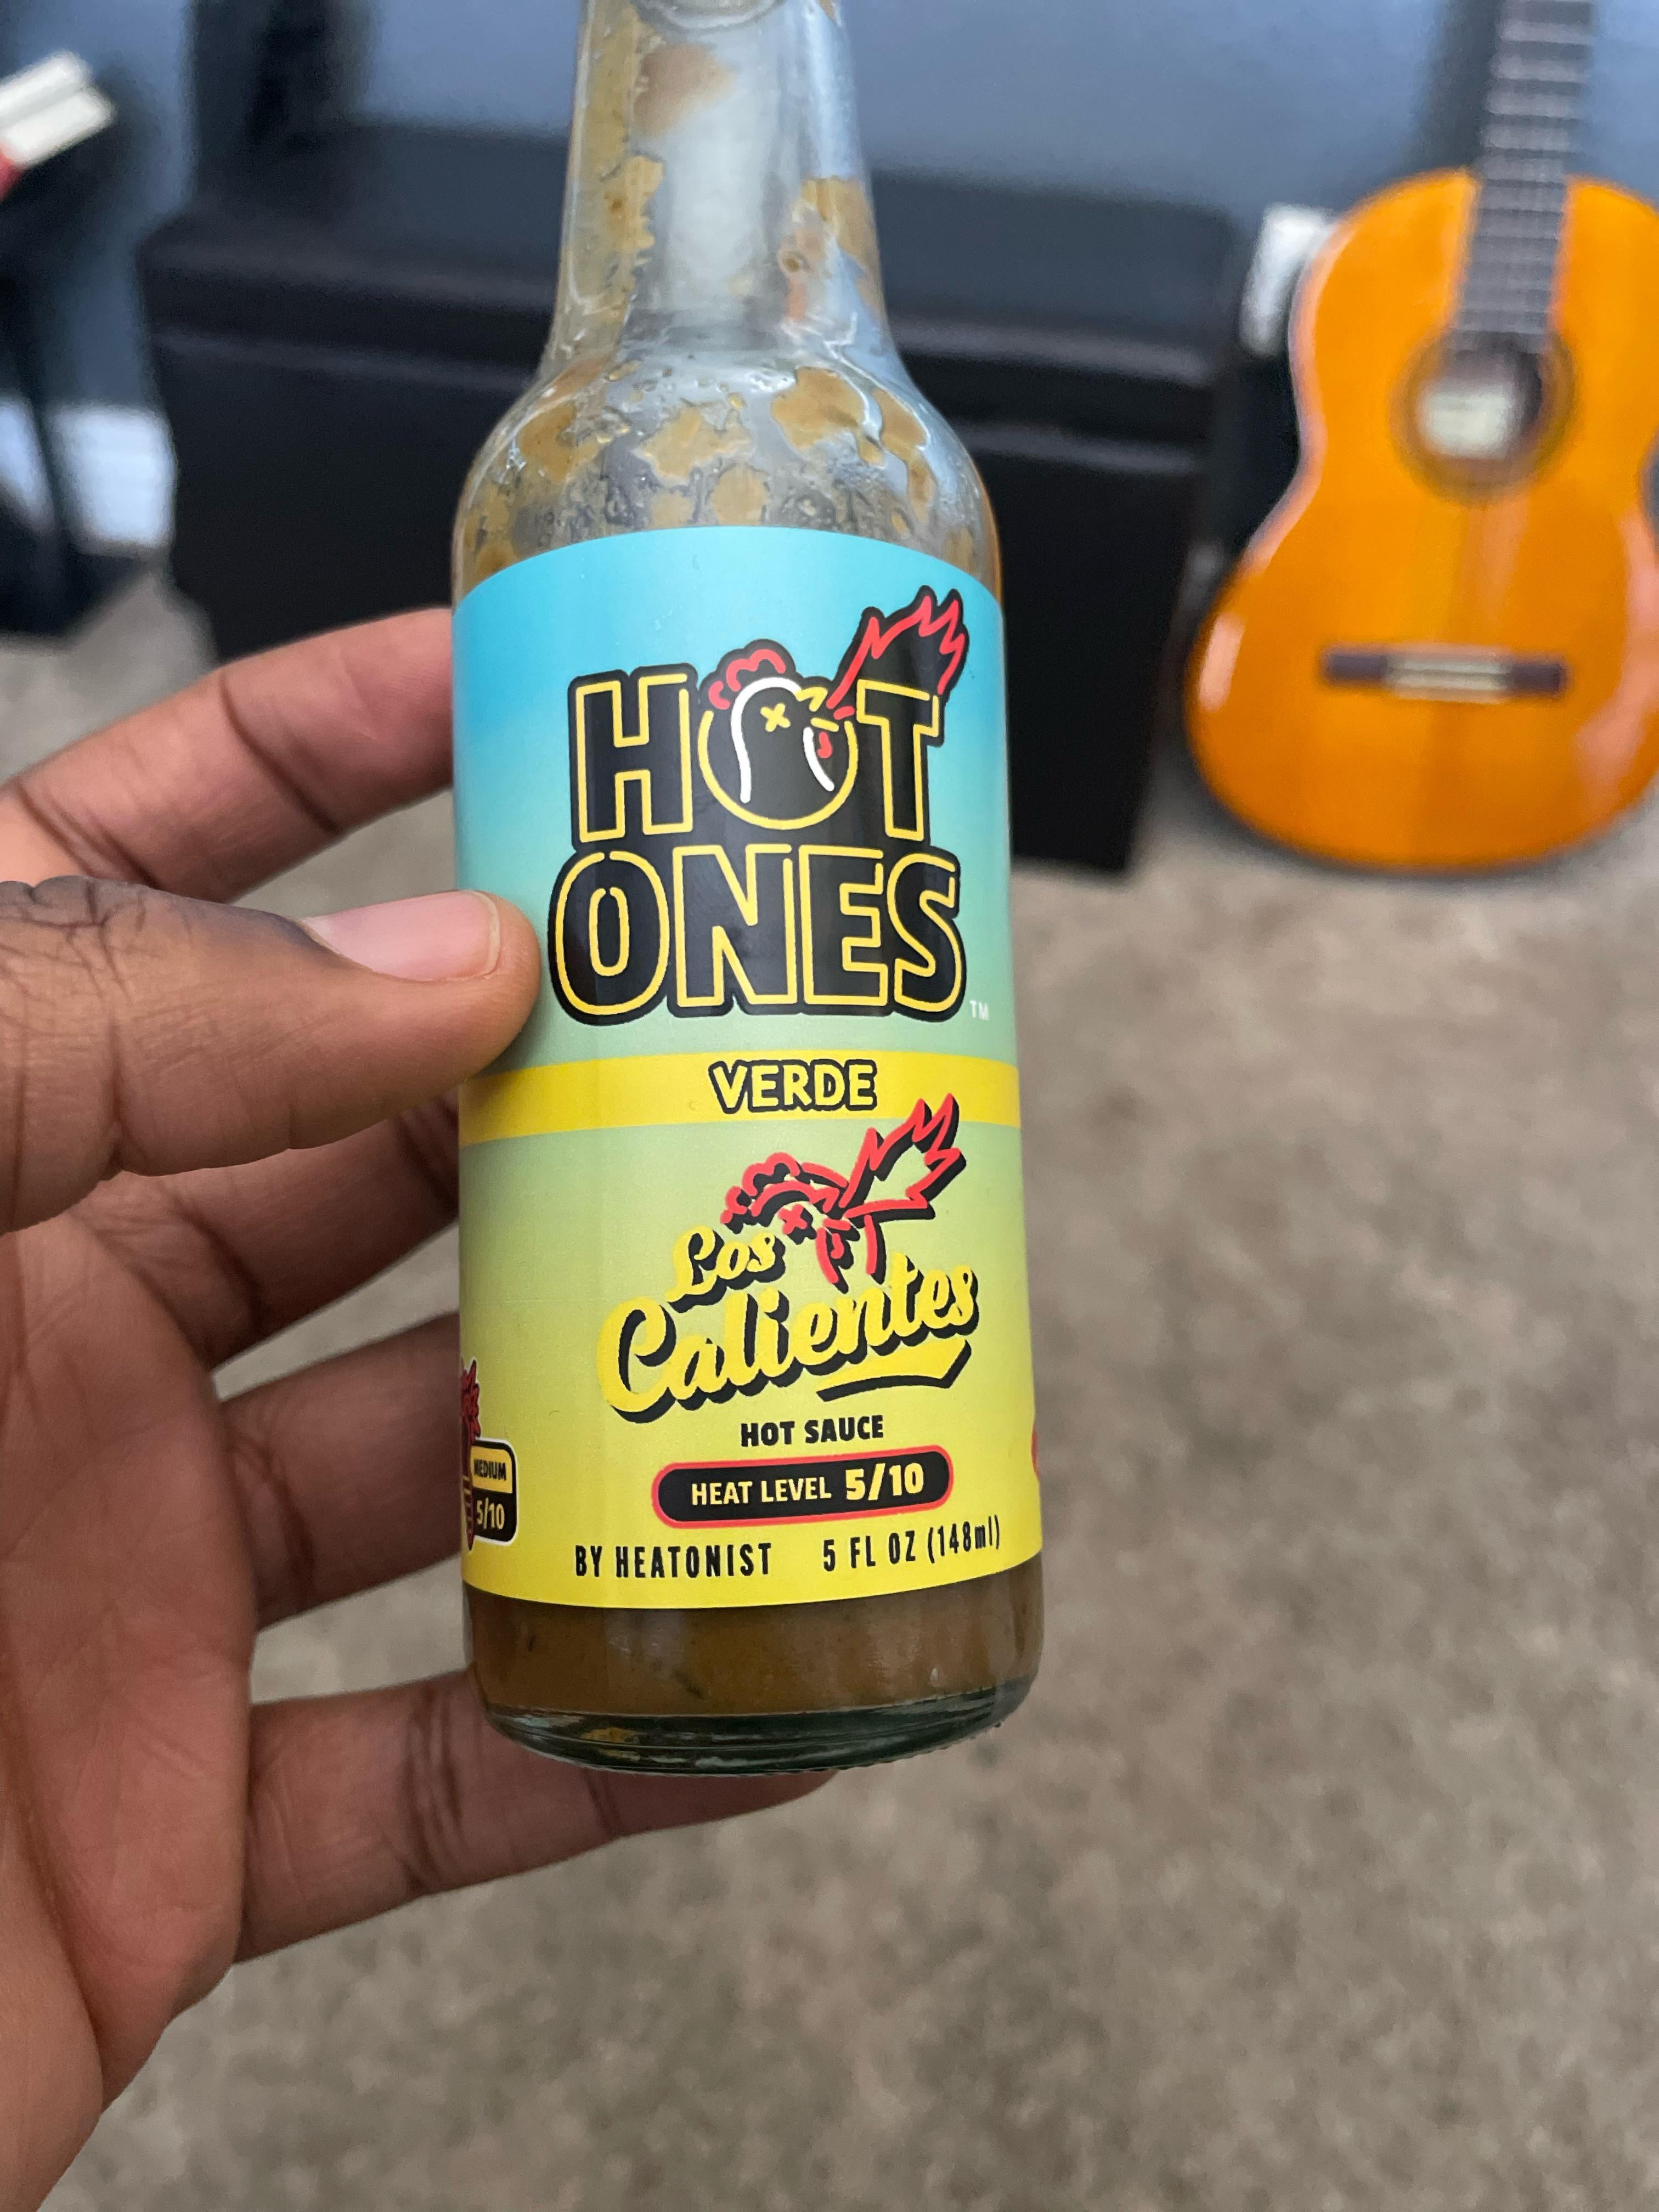 HOT
ONES
TM
VERDE
Los
Calientes
HOT SAUCE
HEAT LEVEL 5/10
BY HEATONIST 5 FL OZ (148ml)
MEDIUM
5/10